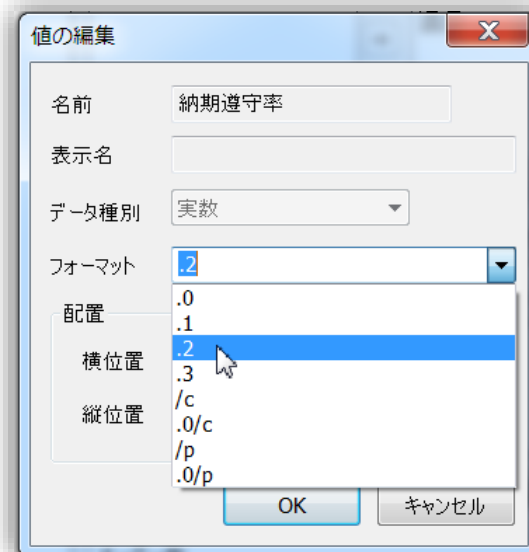 値の編集
名前 納期遵守率
表示名
データ種別 実数
フォーマット .2
配置
.0
.1
.2
横位置
.3
/c
縦位置
.0/c
/p
.0/p
OK キャンセル